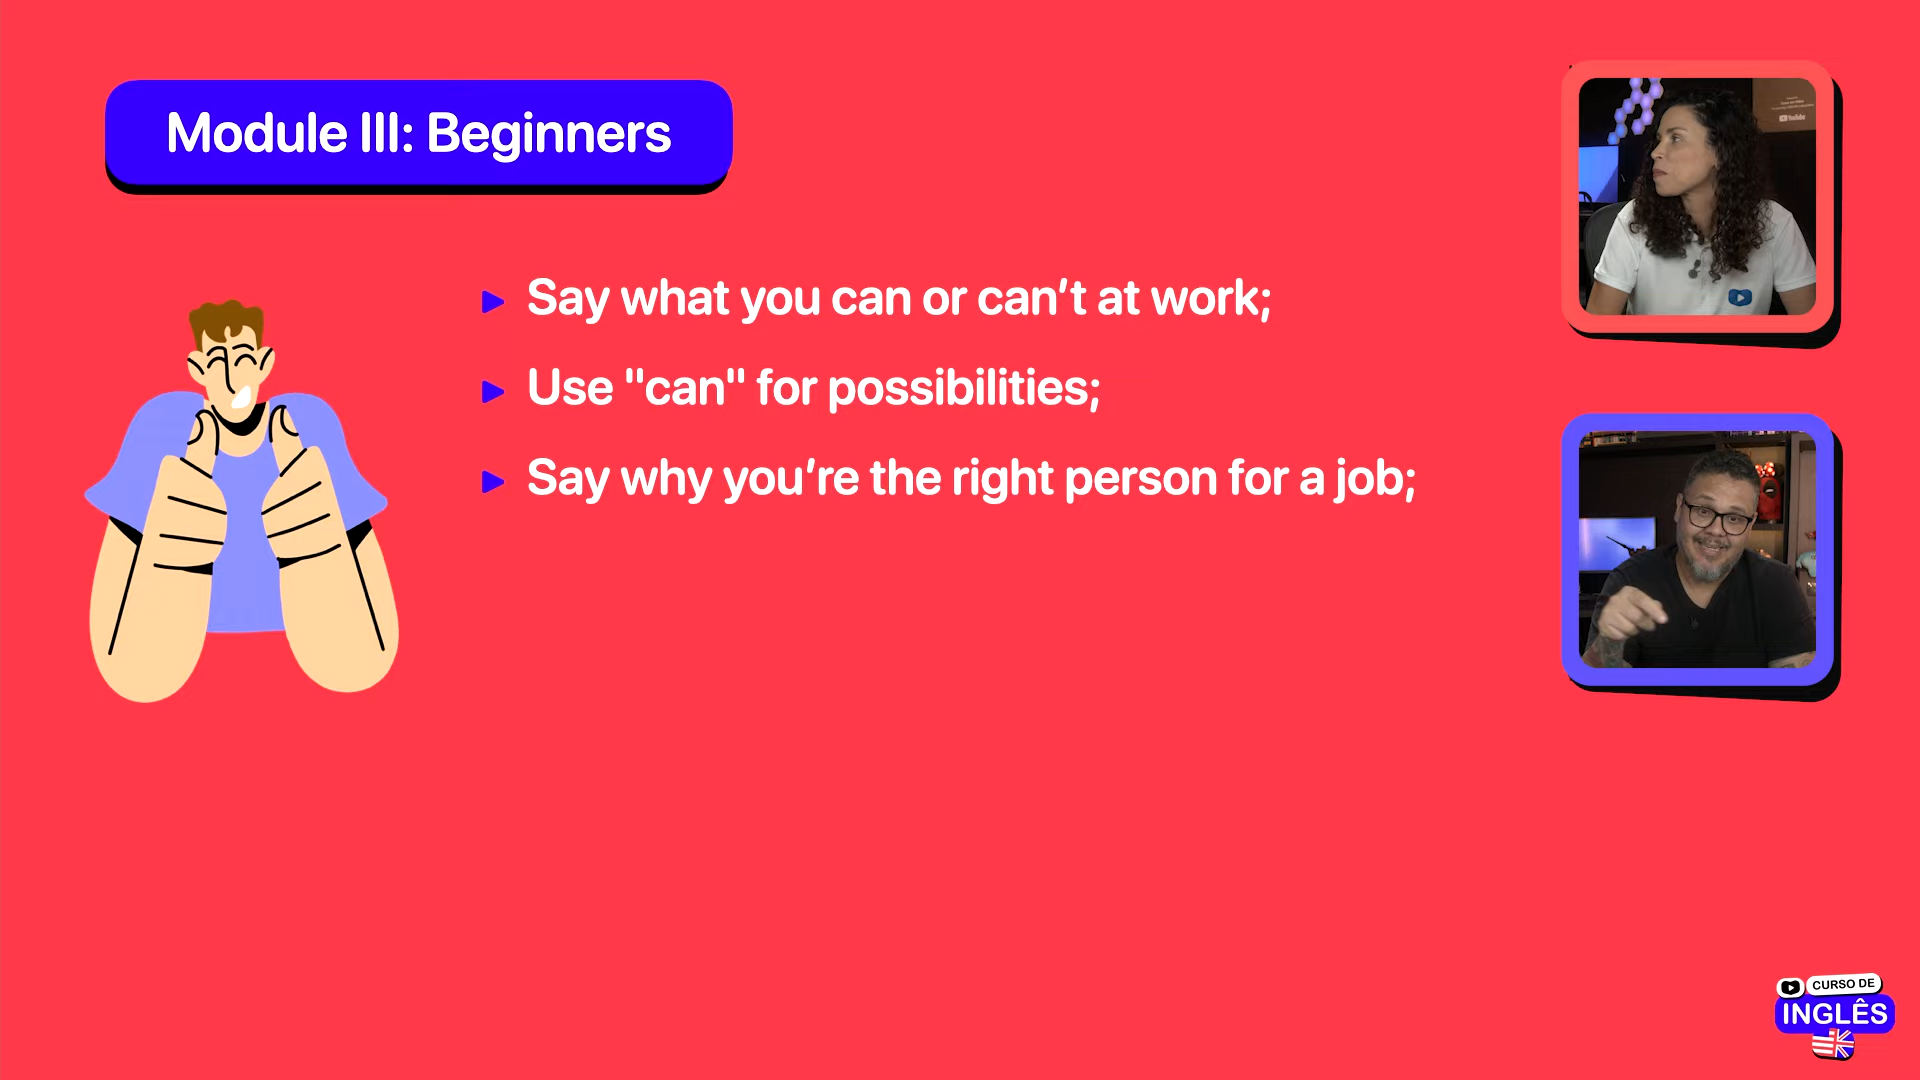 Module III: Beginners
Say what you can or can't at work;
Use "can" for possibilities;
Say why you're the right person for a job;
YouTube
CURSO DE
INGLÊS